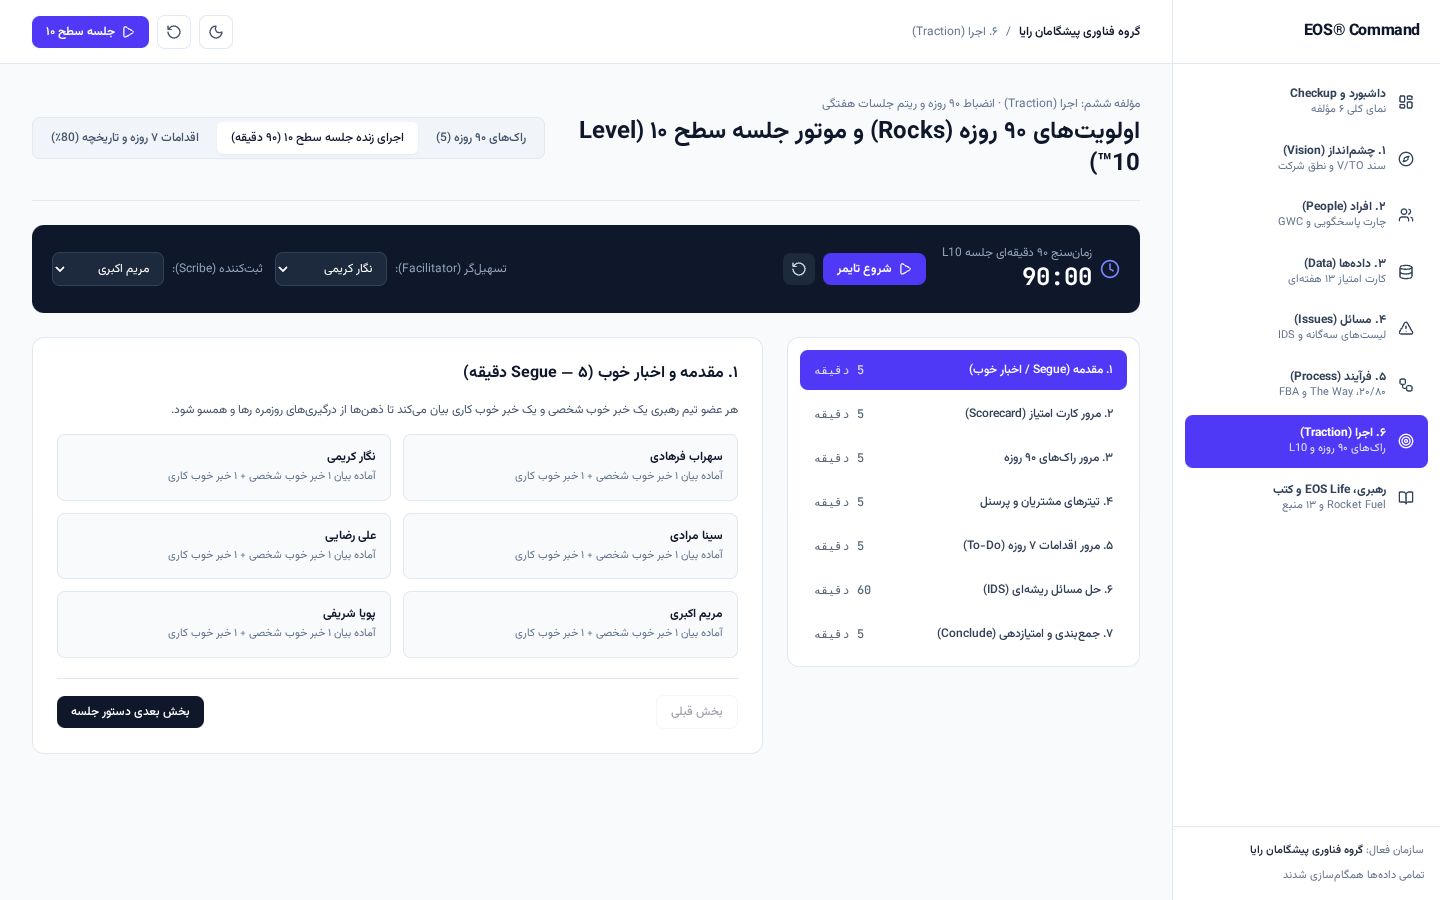 EOS® Command
داشبورد و Checkup
نمای کلی ۶ مؤلفه
۱. چشم‌انداز (Vision)
سند V/TO و نطق شرکت
۲. افراد (People)
چارت پاسخگویی و GWC
۳. داده‌ها (Data)
کارت امتیاز ۱۳ هفته‌ای
۴. مسائل (Issues)
لیست‌های سه‌گانه و IDS
۵. فرآیند (Process)
۲۰/۸۰، The Way و FBA
۶. اجرا (Traction)
راک‌های ۹۰ روزه و L10
رهبری، EOS Life و کتب
Rocket Fuel و ۱۳ منبع
سازمان فعال: گروه فناوری پیشگامان رایا
تمامی داده‌ها همگام‌سازی شدند
گروه فناوری پیشگامان رایا / ۶. اجرا (Traction)
جلسه سطح ۱۰
مؤلفه ششم: اجرا (Traction) · انضباط ۹۰ روزه و ریتم جلسات هفتگی
اولویت‌های ۹۰ روزه (Rocks) و موتور جلسه سطح ۱۰ (Level
10™)
راک‌های ۹۰ روزه (5)
اجرای زنده جلسه سطح ۱۰ (۹۰ دقیقه)
اقدامات ۷ روزه و تاریخچه (80٪)
زمان‌سنج ۹۰ دقیقه‌ای جلسه L10
90:00
شروع تایمر
تسهیل‌گر (Facilitator):
نگار کریمی
ثبت‌کننده (Scribe):
مریم اکبری
۱. مقدمه (Segue / اخبار خوب) 5 دقیقه
۲. مرور کارت امتیاز (Scorecard) 5 دقیقه
۳. مرور راک‌های ۹۰ روزه 5 دقیقه
۴. تیترهای مشتریان و پرسنل 5 دقیقه
۵. مرور اقدامات ۷ روزه (To-Do) 5 دقیقه
۶. حل مسائل ریشه‌ای (IDS) 60 دقیقه
۷. جمع‌بندی و امتیازدهی (Conclude) 5 دقیقه
۱. مقدمه و اخبار خوب (Segue — ۵ دقیقه)
هر عضو تیم رهبری یک خبر خوب شخصی و یک خبر خوب کاری بیان می‌کند تا ذهن‌ها از درگیری‌های روزمره رها و همسو شود.
سهراب فرهادی
آماده بیان ۱ خبر خوب شخصی + ۱ خبر خوب کاری
نگار کریمی
آماده بیان ۱ خبر خوب شخصی + ۱ خبر خوب کاری
سینا مرادی
آماده بیان ۱ خبر خوب شخصی + ۱ خبر خوب کاری
علی رضایی
آماده بیان ۱ خبر خوب شخصی + ۱ خبر خوب کاری
مریم اکبری
آماده بیان ۱ خبر خوب شخصی + ۱ خبر خوب کاری
پویا شریفی
آماده بیان ۱ خبر خوب شخصی + ۱ خبر خوب کاری
بخش قبلی
بخش بعدی دستور جلسه